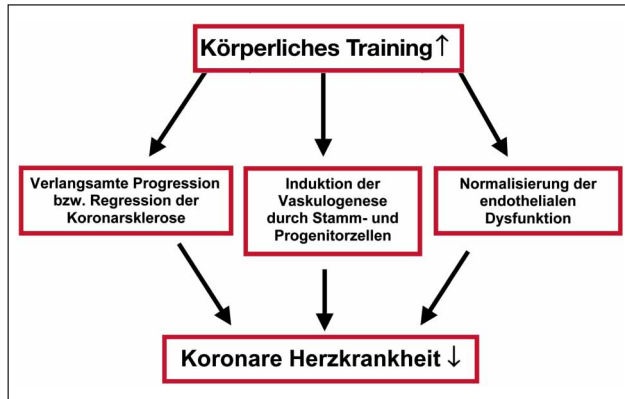 Körperliches Training ↑
Verlangsamte Progression
bzw. Regression der
Koronarsklerose
Induktion der
Vaskulogenese
durch Stamm- und
Progenitorzellen
Normalisierung der
endothelialen
Dysfunktion
Koronare Herzkrankheit ↓